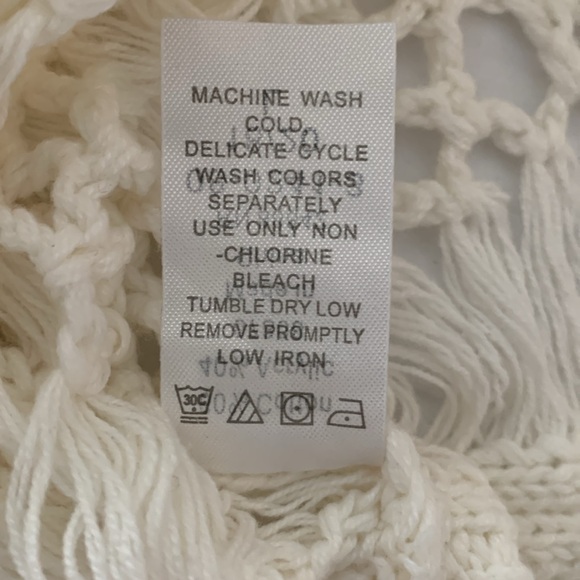 MACHINE WASH
COLD,
DELICATE CYCLE
WASH COLORS
SEPARATELY
USE ONLY NON
-CHLORINE
BLEACH
TUMBLE DRY LOW
REMOVE PROMPTLY
LOW IRON
30C